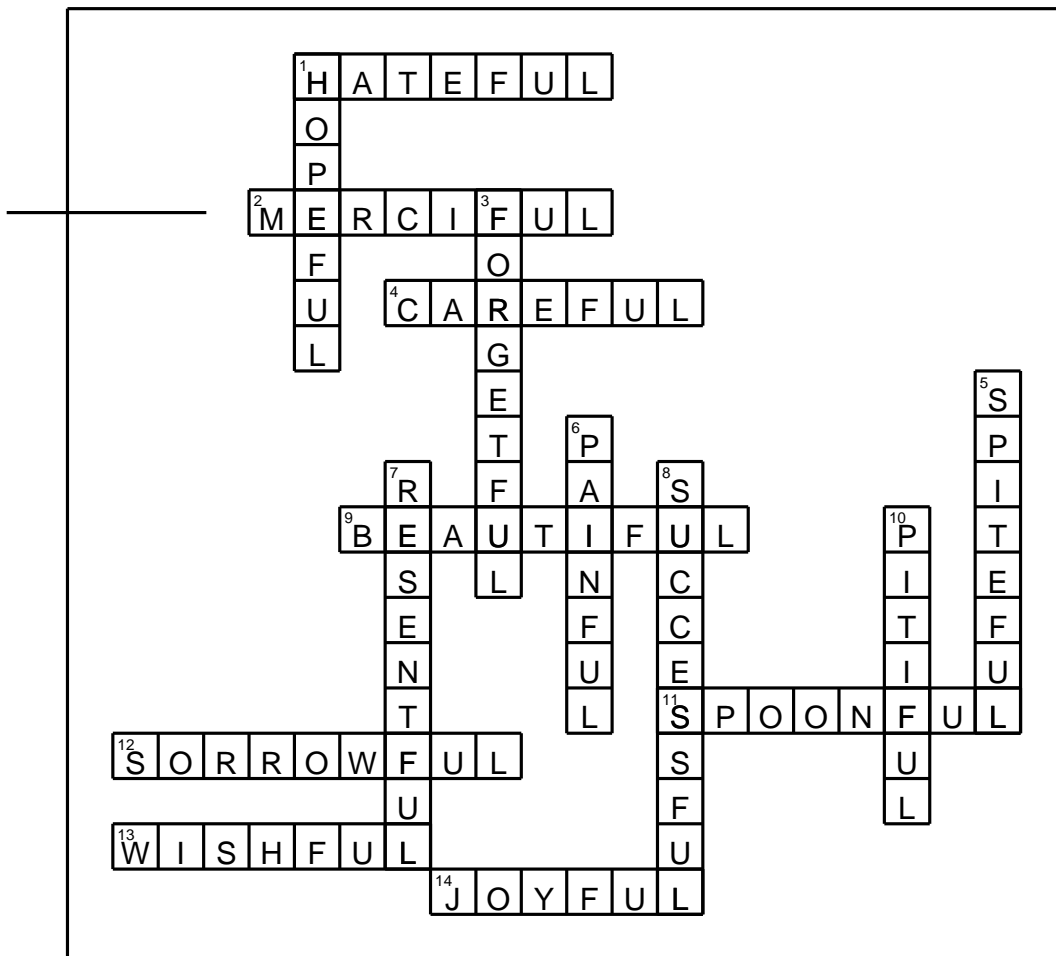 1 HATEFUL
HOPEFUL
2 MERCIFUL
3 FORGETFUL
4 CAREFUL
5 SPITEFUL
6 PAINFUL
7 RESENTFUL
8 SUCCESSFUL
9 BEAUTIFUL
10 PITIFUL
11 SPOONFUL
12 SORROWFUL
13 WISHFUL
14 JOYFUL